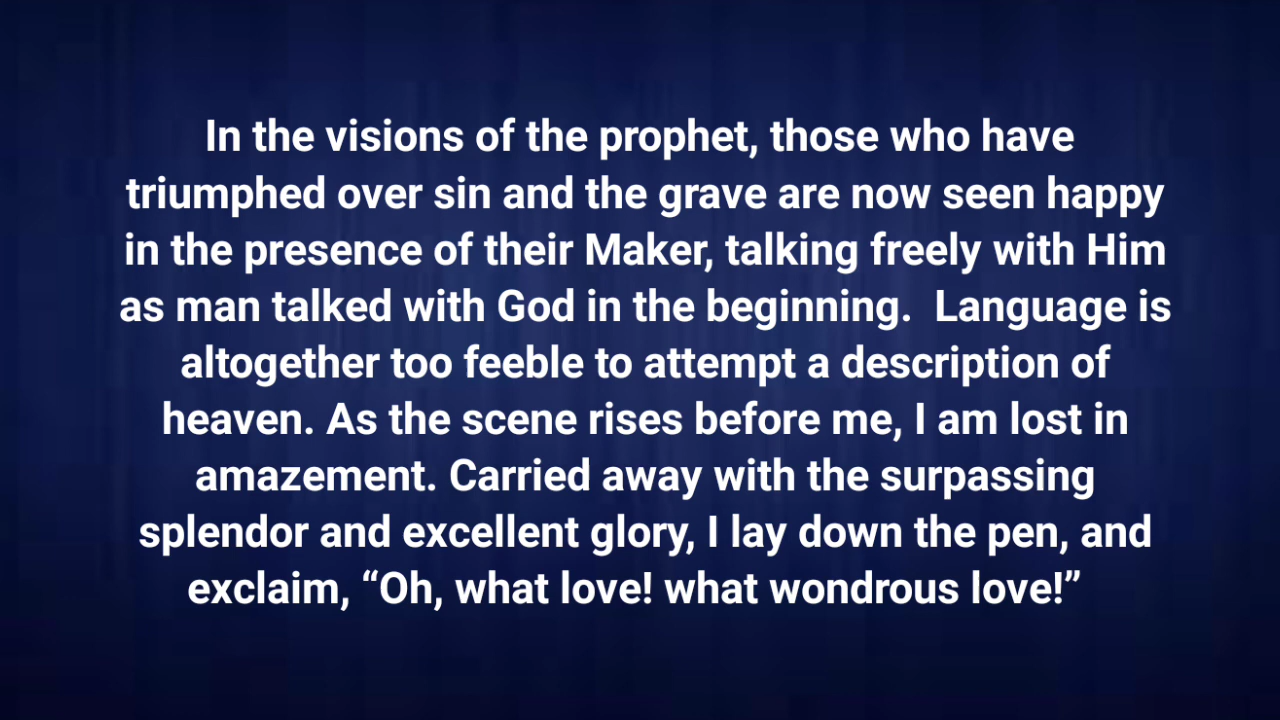 In the visions of the prophet, those who have
triumphed over sin and the grave are now seen happy
in the presence of their Maker, talking freely with Him
as man talked with God in the beginning.  Language is
altogether too feeble to attempt a description of
heaven. As the scene rises before me, I am lost in
amazement. Carried away with the surpassing
splendor and excellent glory, I lay down the pen, and
exclaim, “Oh, what love! what wondrous love!”